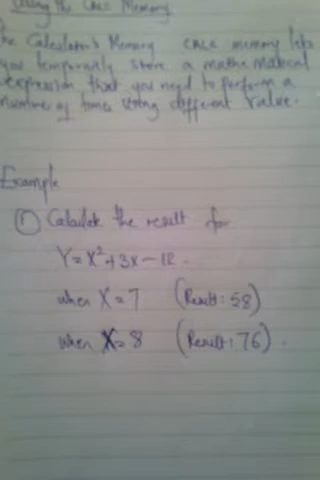 Using the CALC Memory
The Calculator's Memory CALC memory lets
you temporarily store a mathematical
expression that you need to perform a
number of times using different value.
Example
① Calculate the result for
Y=X²+3X-12.
when X=7 (Result: 58)
when X=8 (Result: 76).